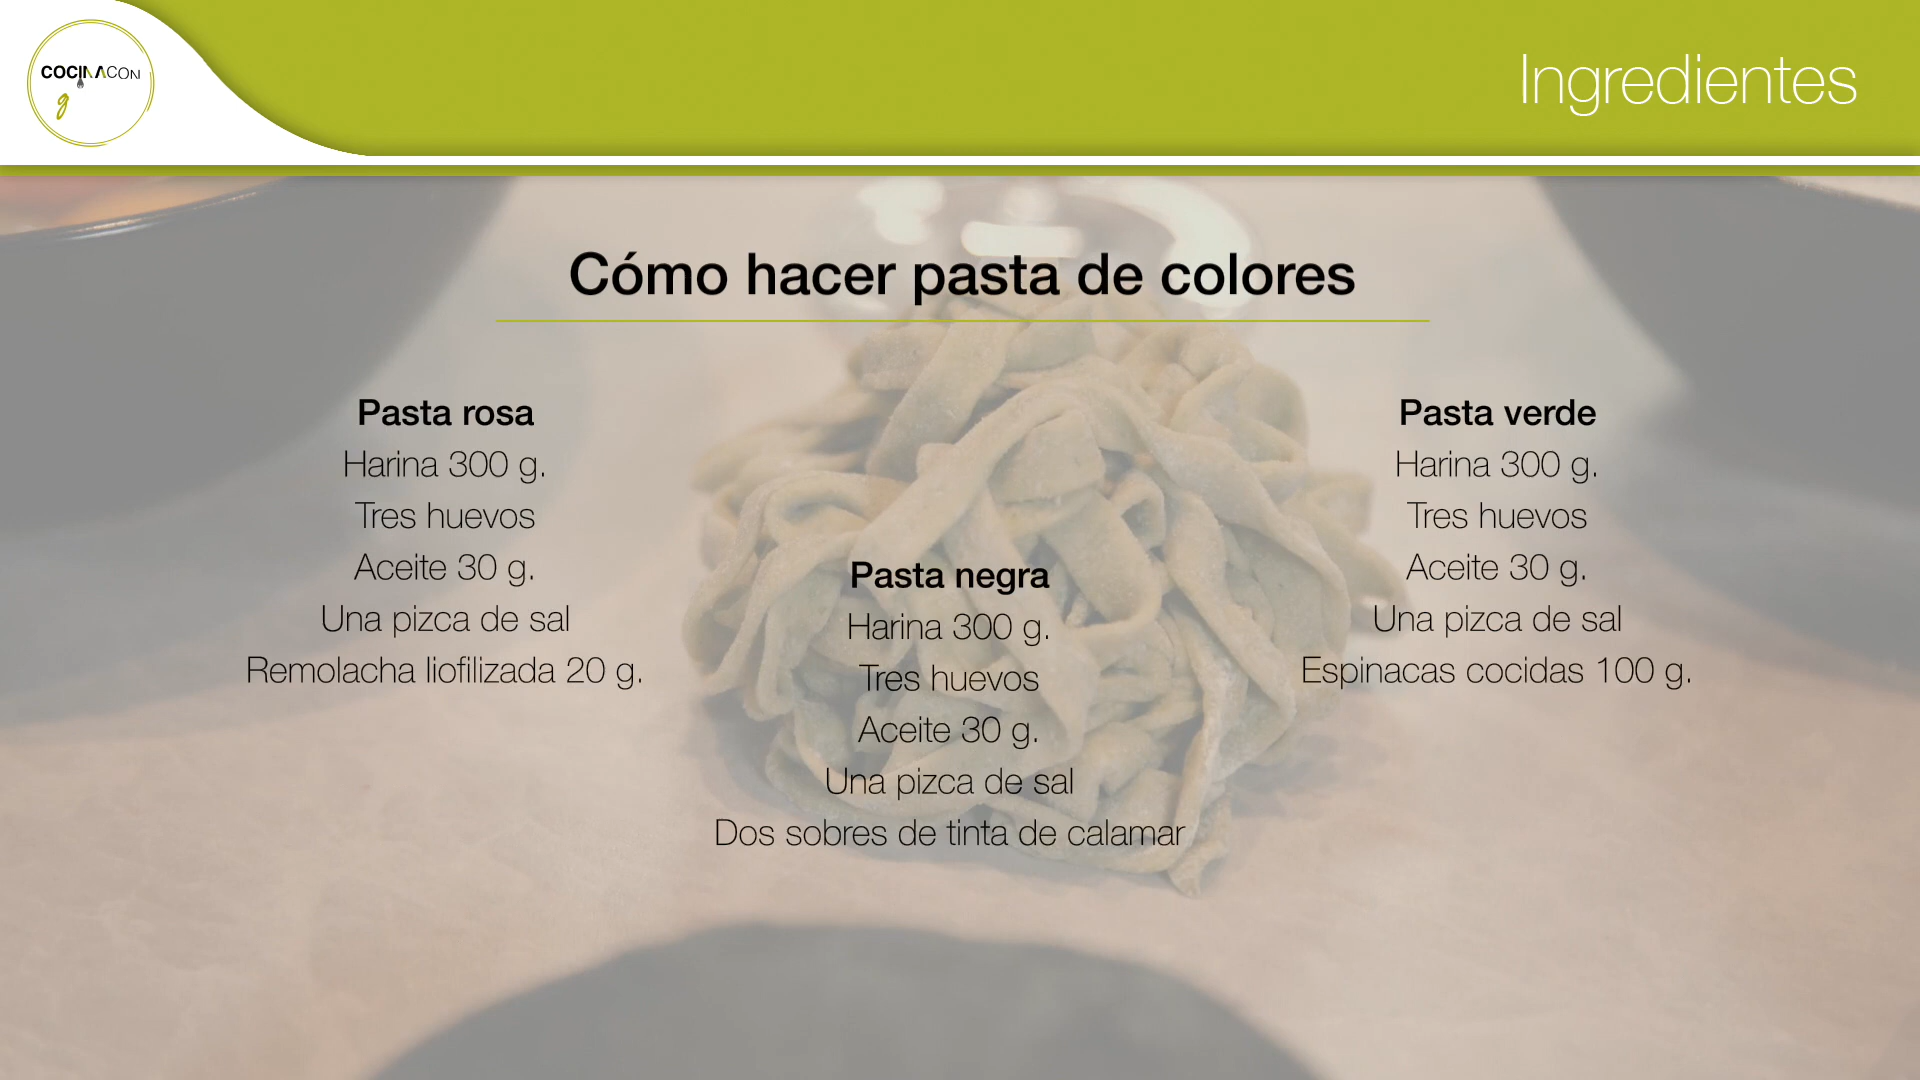 COCINACON
g
Ingredientes
Cómo hacer pasta de colores
Pasta rosa
Harina 300 g.
Tres huevos
Aceite 30 g.
Una pizca de sal
Remolacha liofilizada 20 g.
Pasta negra
Harina 300 g.
Tres huevos
Aceite 30 g.
Una pizca de sal
Dos sobres de tinta de calamar
Pasta verde
Harina 300 g.
Tres huevos
Aceite 30 g.
Una pizca de sal
Espinacas cocidas 100 g.